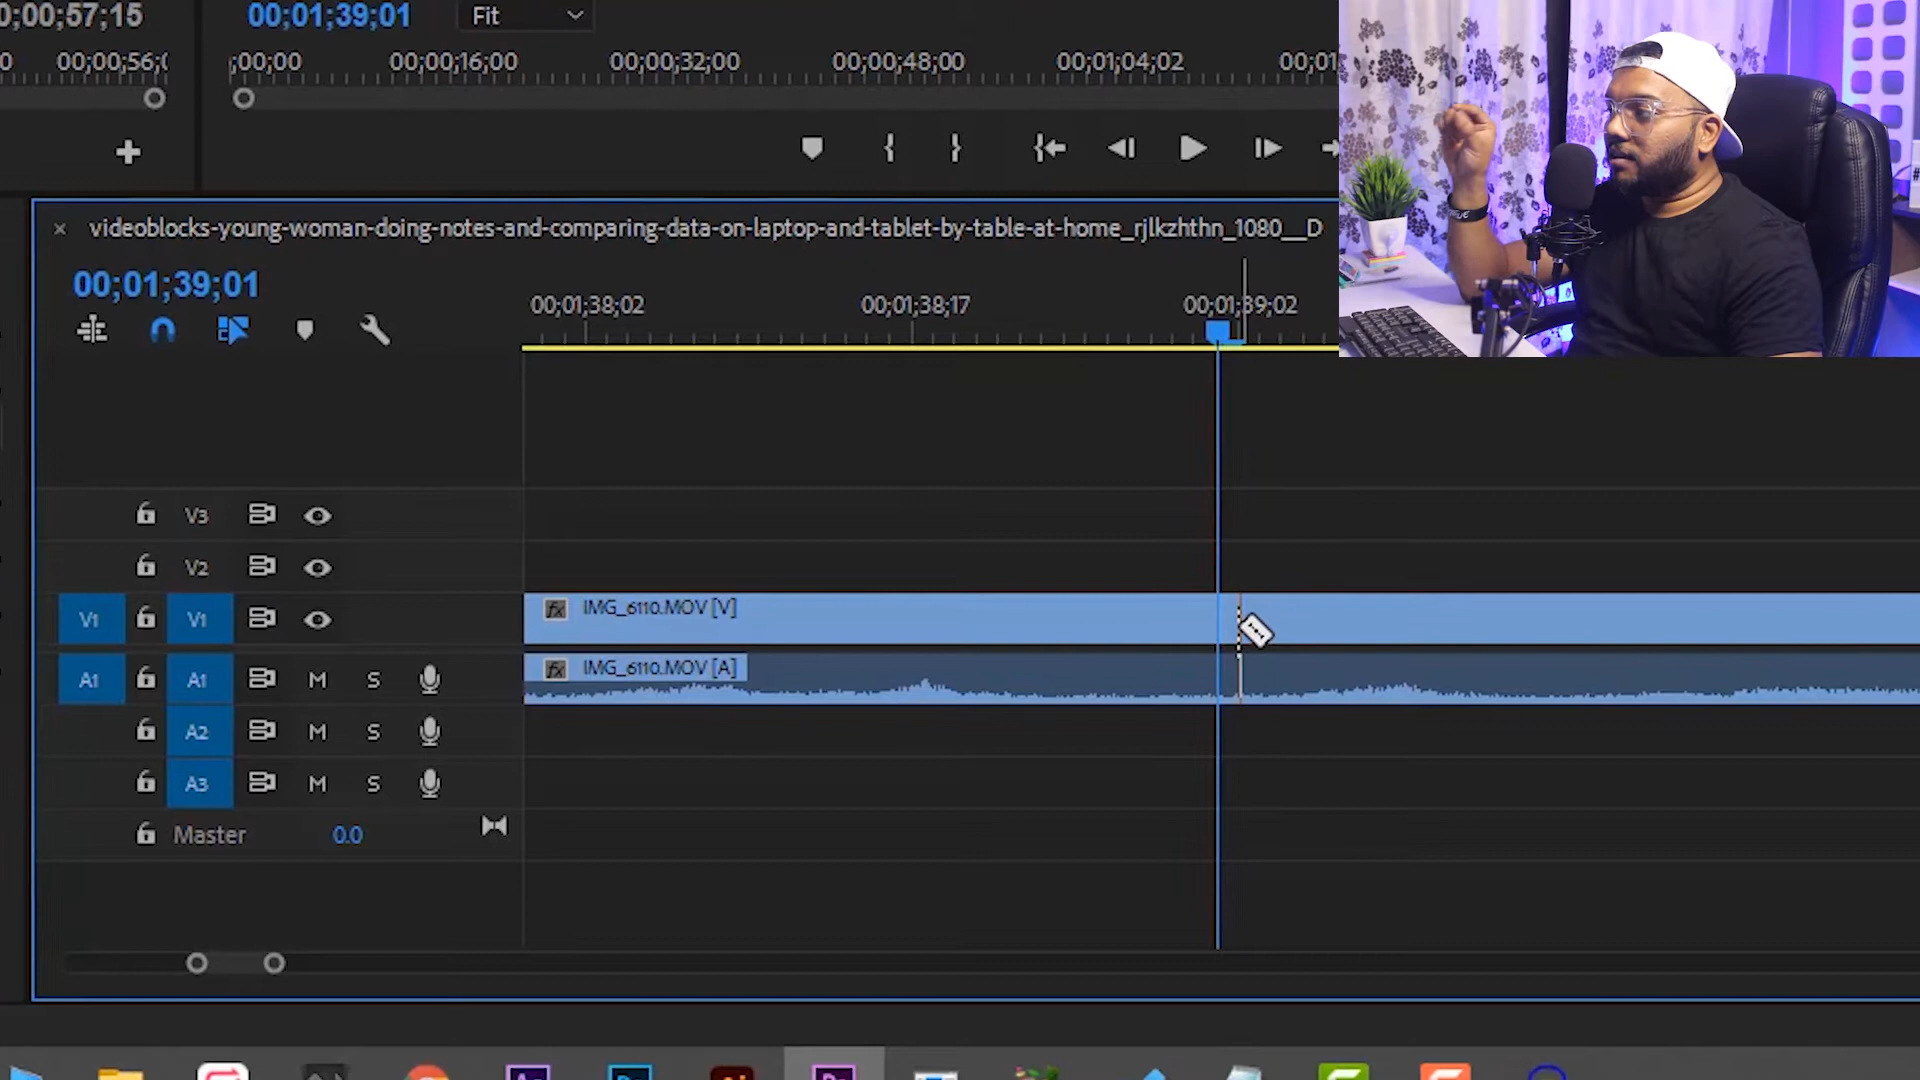 0;00;57;15
00;01;39;01
Fit
00;00;56;0
;00;00
00;00;16;00
00;00;32;00
00;00;48;00
00;01;04;02
00;01
videoblocks-young-woman-doing-notes-and-comparing-data-on-laptop-and-tablet-by-table-at-home_rjlkzhthn_1080__D
00;01;39;01
00;01;38;02
00;01;38;17
00;01;39;02
V3
V2
V1
V1
fx IMG_6110.MOV [V]
A1
A1
M
S
fx IMG_6110.MOV [A]
A2
M
S
A3
M
S
Master
0.0